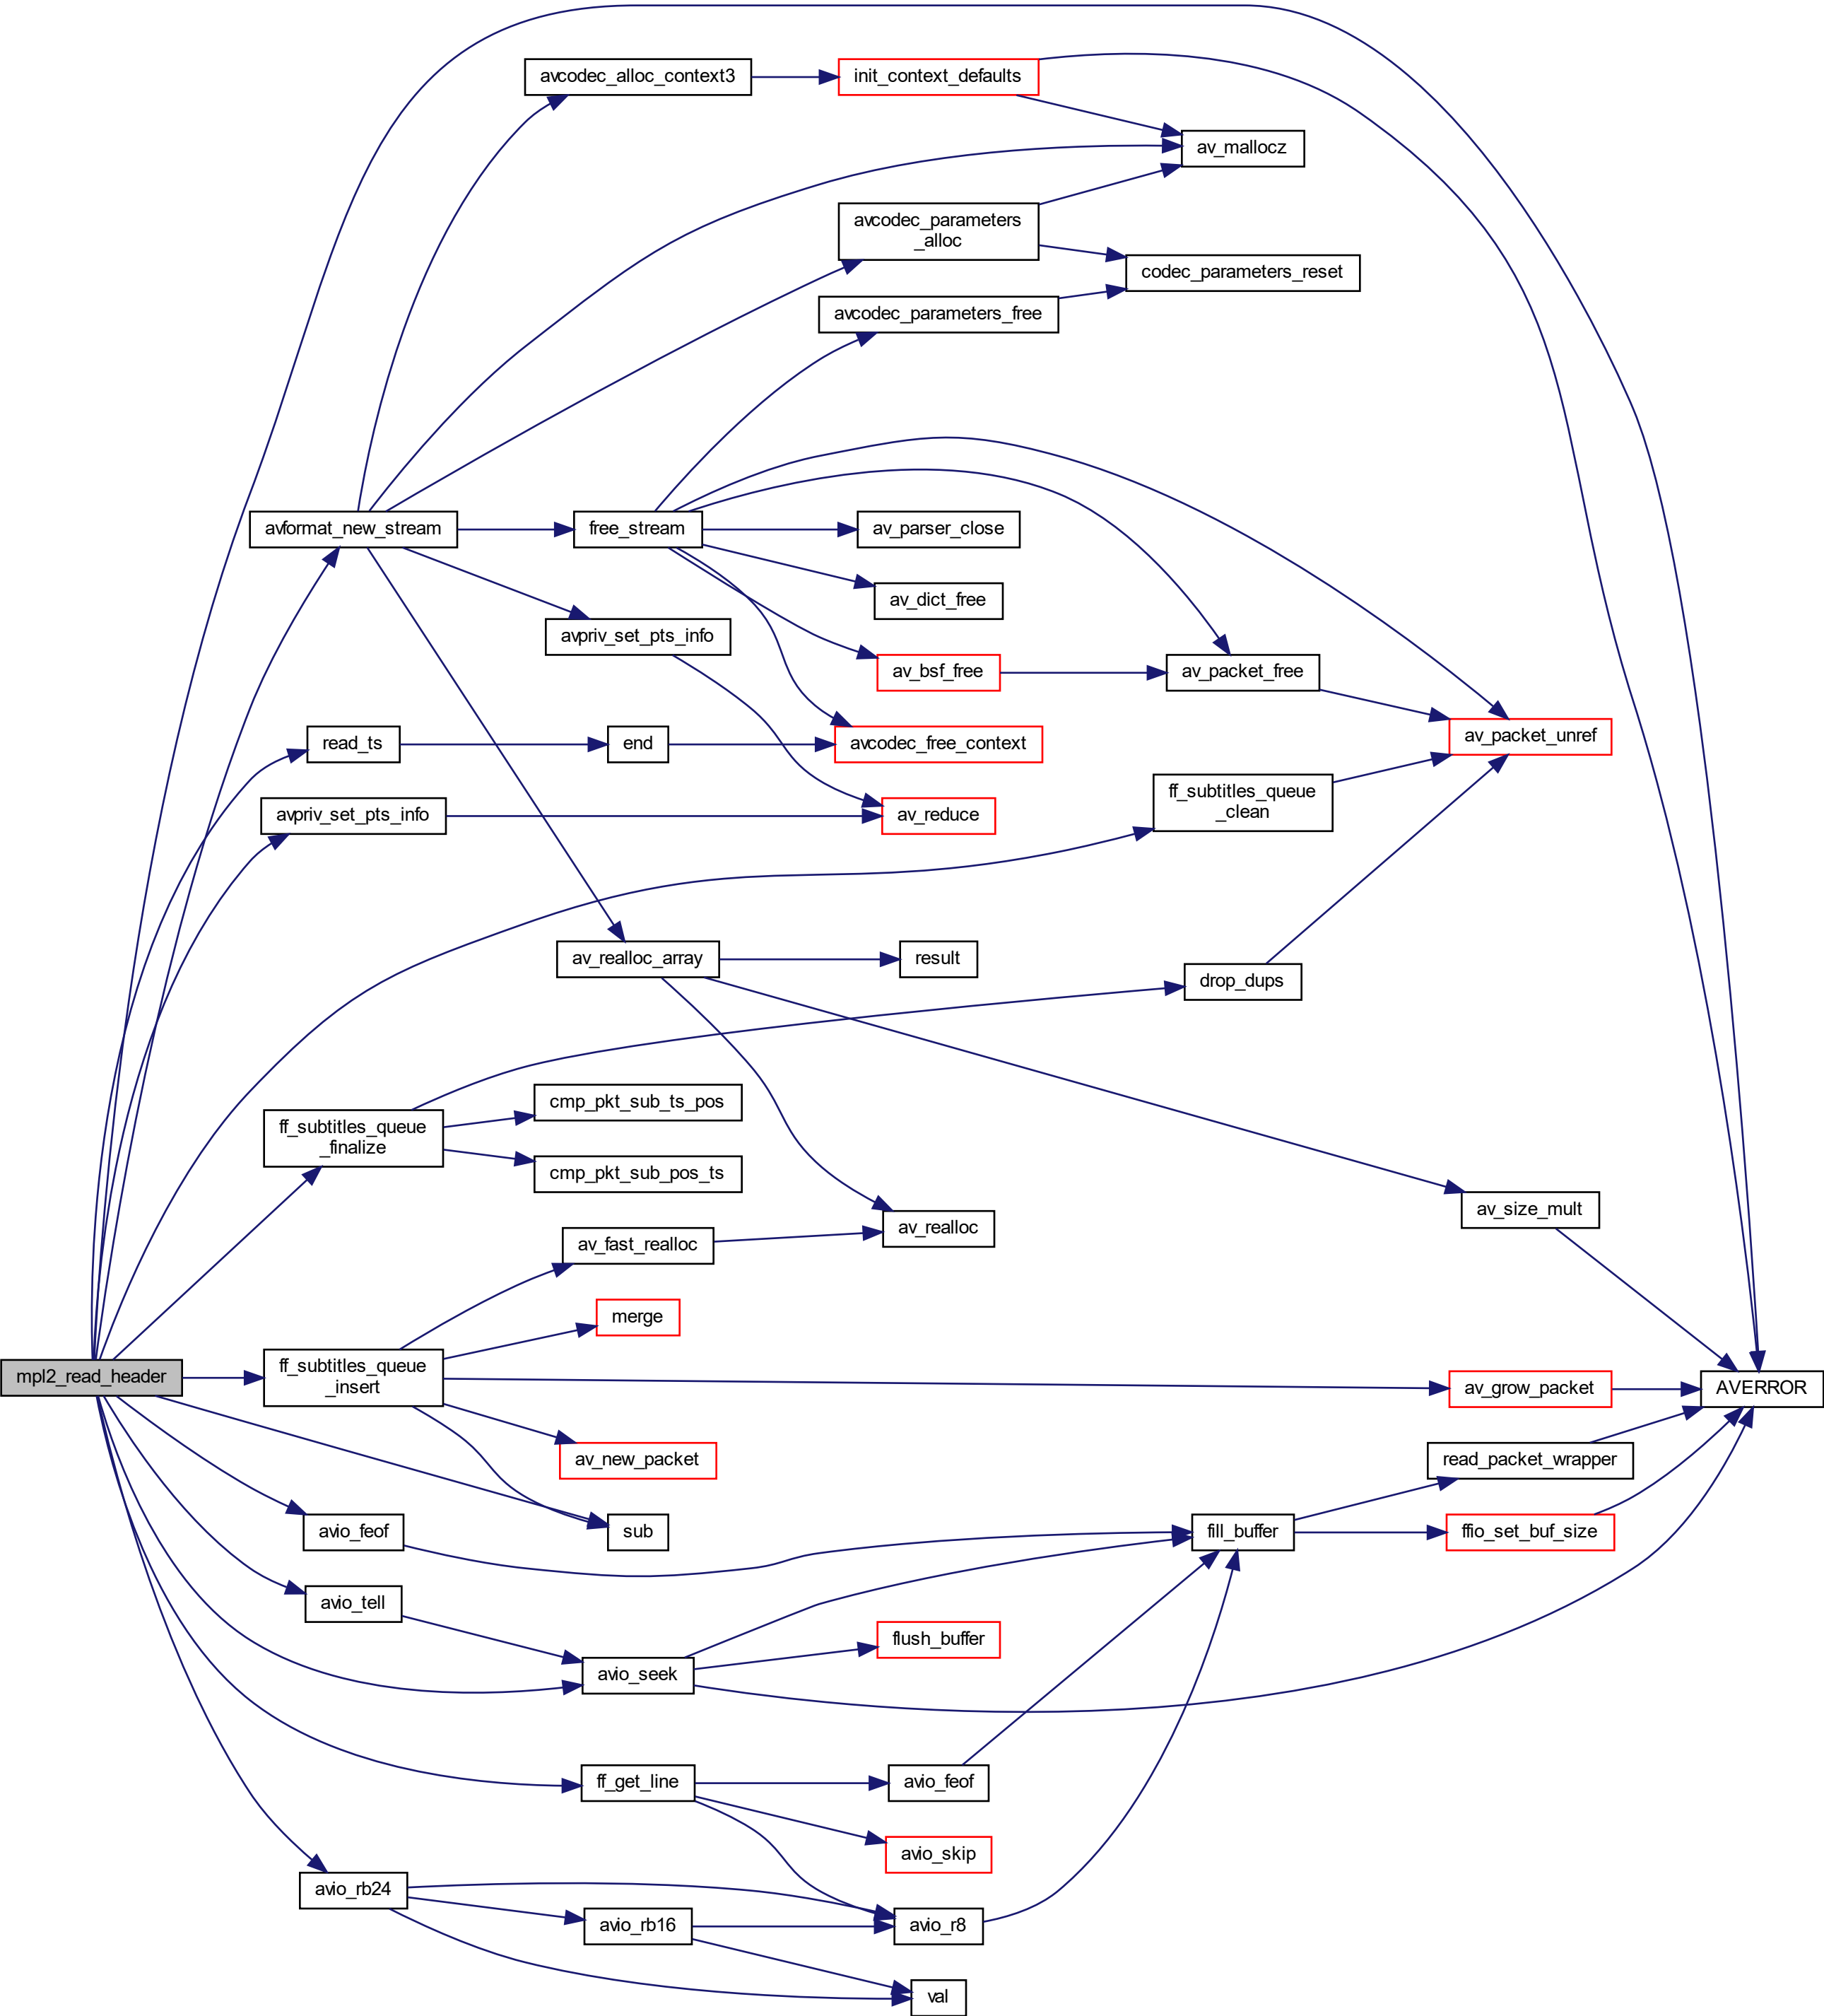 avcodec_alloc_context3
init_context_defaults
av_mallocz
avcodec_parameters
_alloc
codec_parameters_reset
avcodec_parameters_free
avformat_new_stream
free_stream
av_parser_close
av_dict_free
avpriv_set_pts_info
av_bsf_free
av_packet_free
read_ts
end
avcodec_free_context
av_packet_unref
avpriv_set_pts_info
av_reduce
ff_subtitles_queue
_clean
av_realloc_array
result
drop_dups
ff_subtitles_queue
_finalize
cmp_pkt_sub_ts_pos
cmp_pkt_sub_pos_ts
av_size_mult
av_fast_realloc
av_realloc
merge
mpl2_read_header
ff_subtitles_queue
_insert
av_grow_packet
AVERROR
av_new_packet
read_packet_wrapper
avio_feof
sub
fill_buffer
ffio_set_buf_size
avio_tell
flush_buffer
avio_seek
ff_get_line
avio_feof
avio_skip
avio_rb24
avio_rb16
avio_r8
val